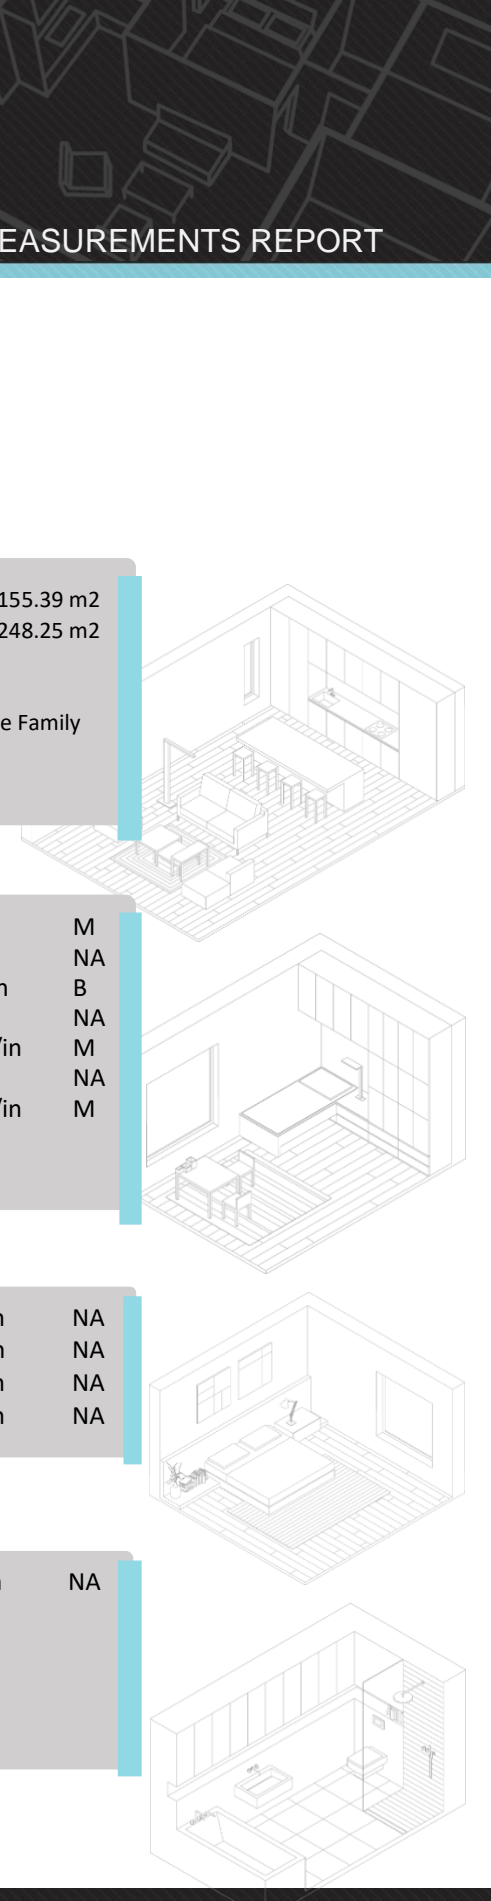 EASUREMENTS REPORT
155.39 m2
248.25 m2
e Family
M
NA
B
NA
/in M
NA
/in M
NA
NA
NA
NA
NA